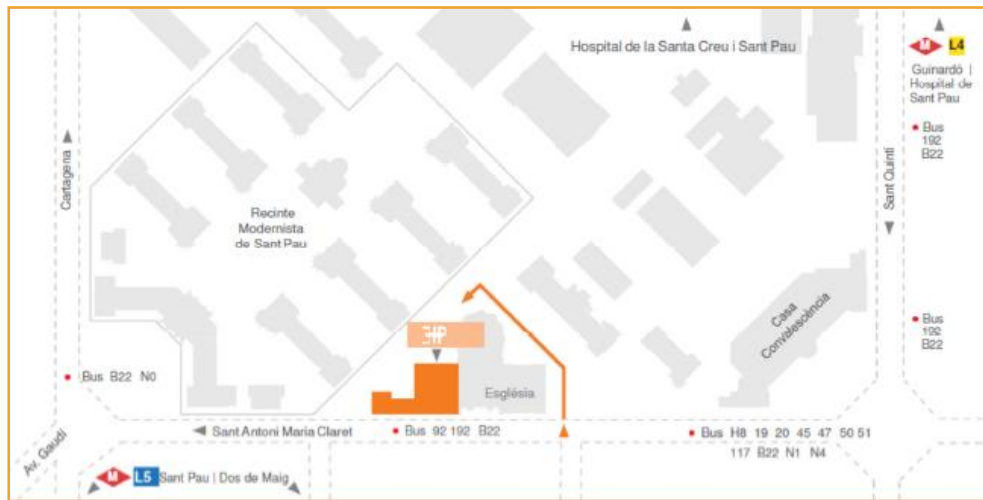 Hospital de la Santa Creu i Sant Pau
M L4
Guinardó |
Hospital de
Sant Pau
Bus
192
B22
Cartagena
Sant Quintí
Recinte
Modernista
de Sant Pau
Casa
Convalescència
Bus
192
B22
Església
Bus B22 N0
Sant Antoni Maria Claret
Bus 92 192 B22
Bus H8 19 20 45 47 50 51
117 B22 N1 N4
Av. Gaudí
M L5 Sant Pau | Dos de Maig